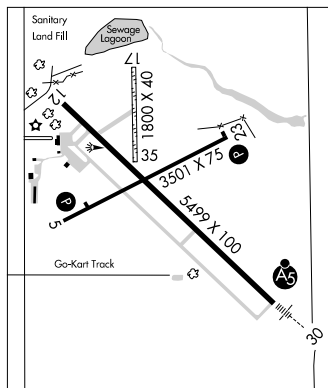 Sanitary
Land Fill
Sewage
Lagoon
17
12
1800 X 40
35
23
3501 X 75
P
P
5
5499 X 100
Go-Kart Track
A5
30